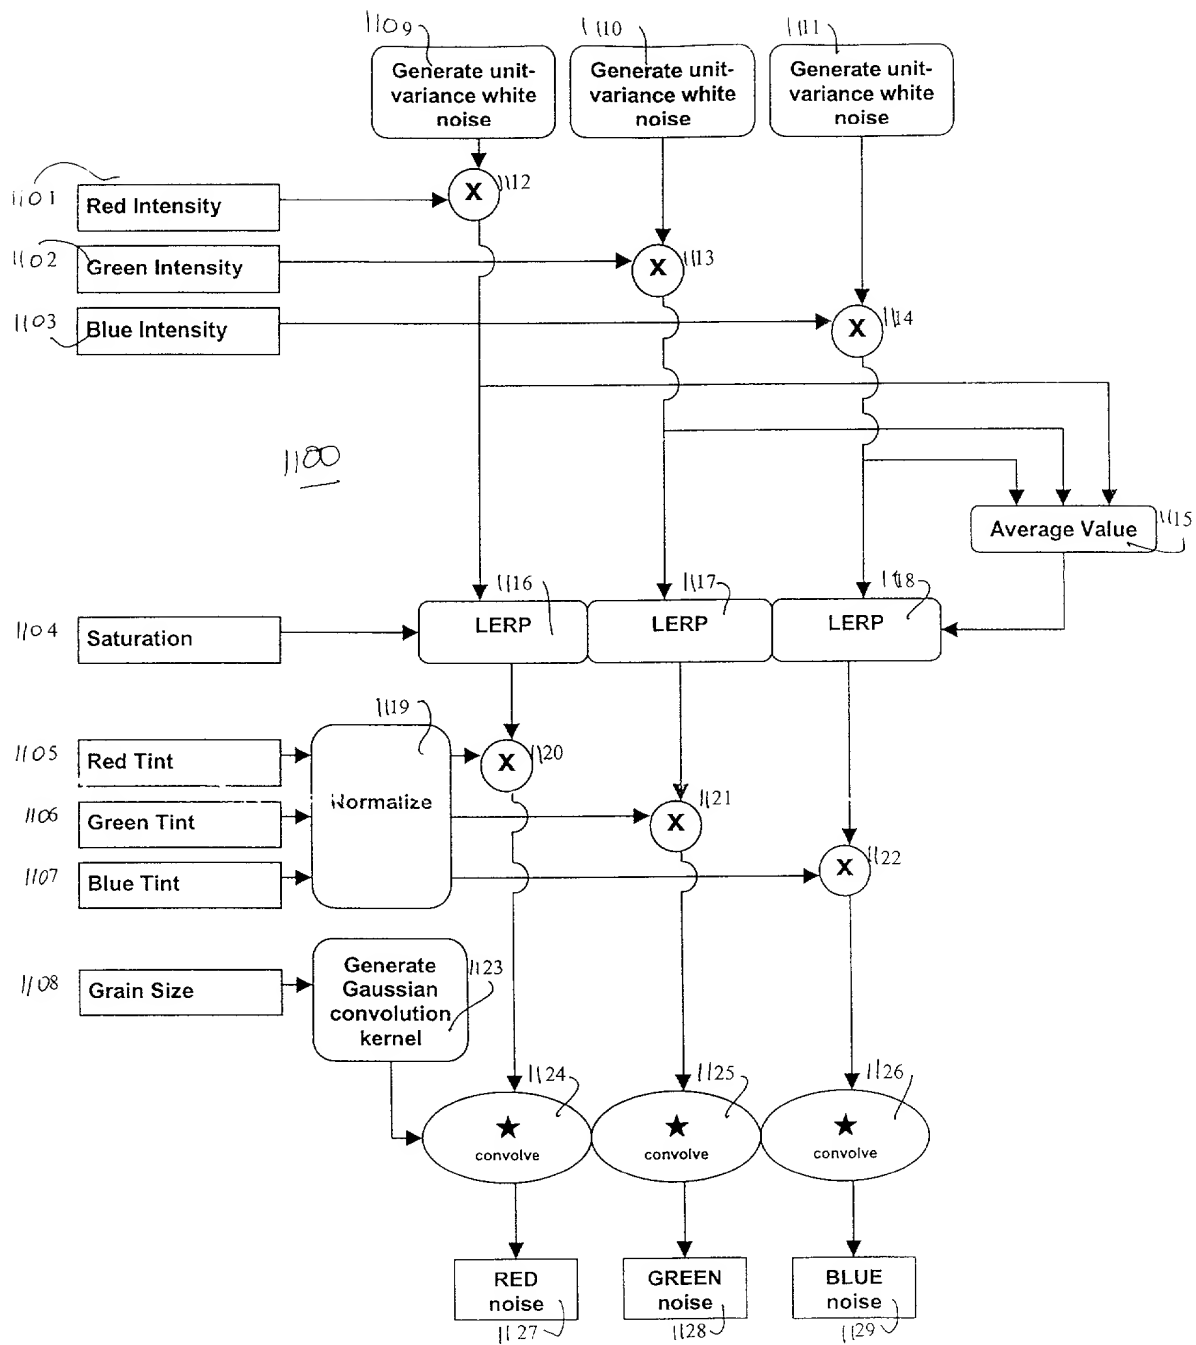 1109
1110
1111
Generate unit-
variance white
noise
Generate unit-
variance white
noise
Generate unit-
variance white
noise
1101
Red Intensity
X
1112
1102
Green Intensity
X
1113
1103
Blue Intensity
X
1114
1100
Average Value
1115
1116
1117
1118
1104
Saturation
LERP
LERP
LERP
1119
1105
Red Tint
X
1120
Normalize
1106
Green Tint
X
1121
1107
Blue Tint
X
1122
1108
Grain Size
Generate
Gaussian
convolution
kernel
1123
1124
1125
1126
convolve
convolve
convolve
RED
noise
GREEN
noise
BLUE
noise
1127
1128
1129